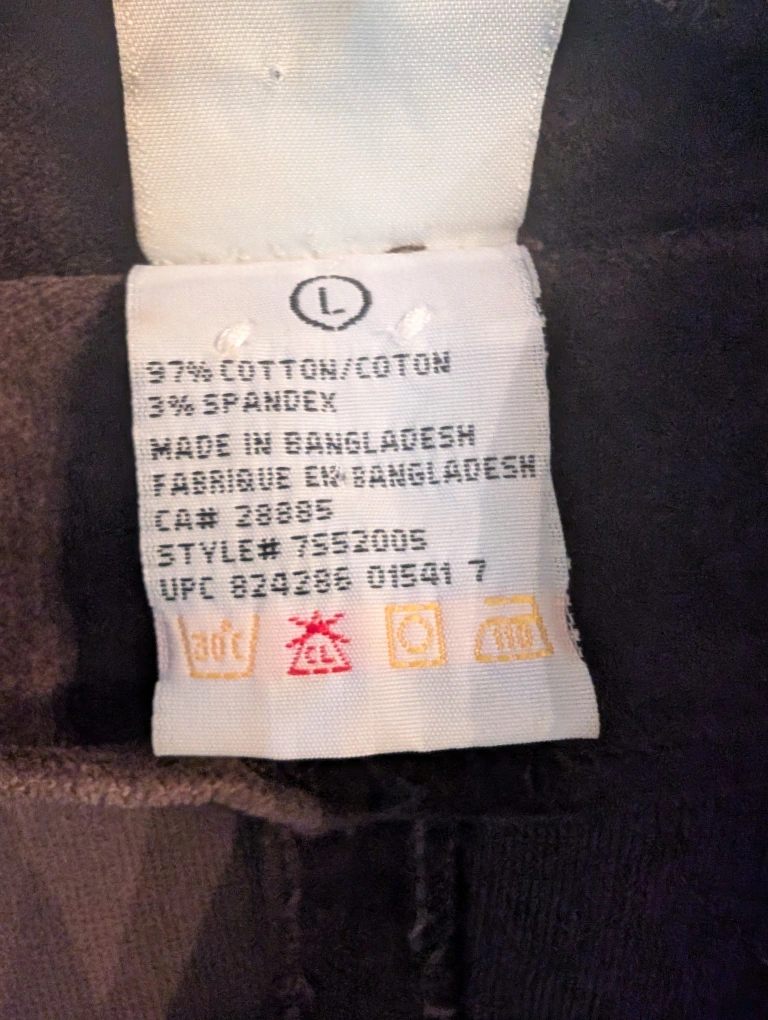 L
97% COTTON/COTON
3% SPANDEX
MADE IN BANGLADESH
FABRIQUE EN BANGLADESH
CA# 28885
STYLE# 7552005
UPC 824286 01541 7
30°C CL 110